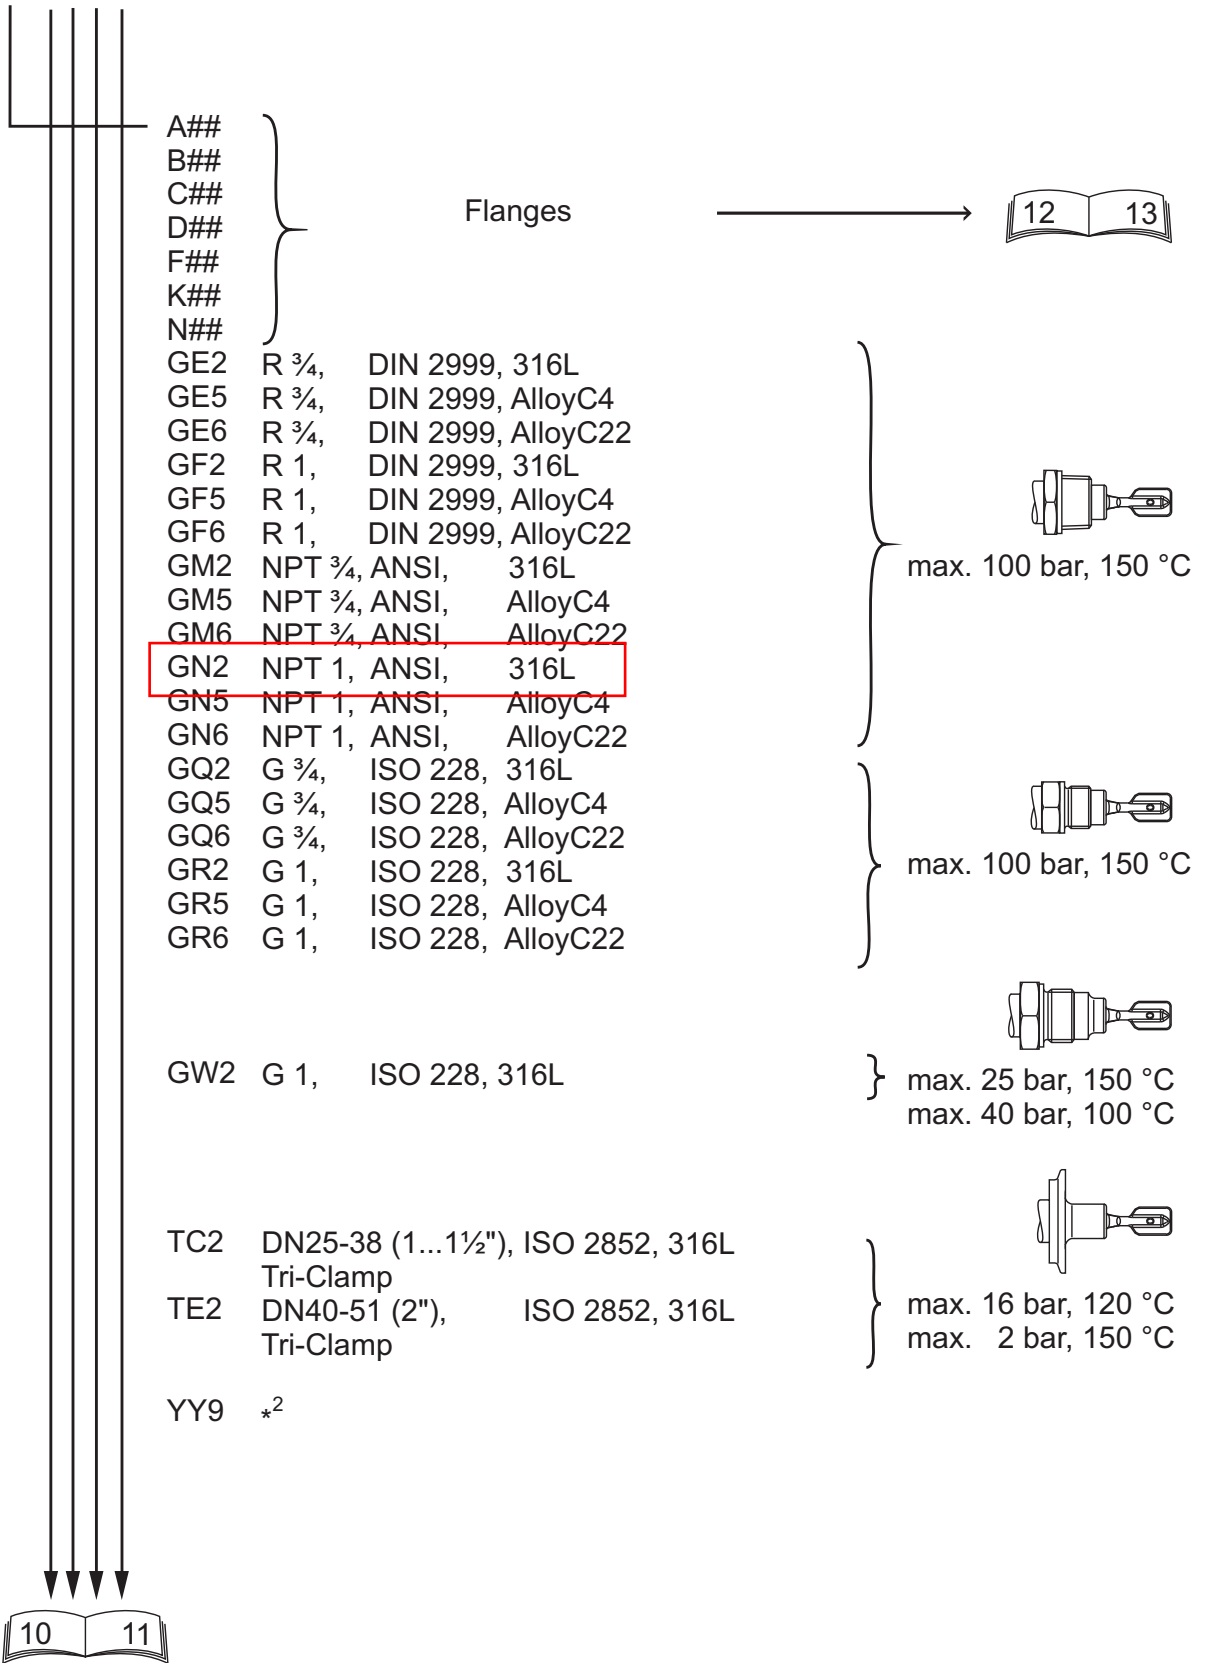 A##
B##
C##
D##
F##
K##
N##
Flanges
12 13
GE2 R ¾, DIN 2999, 316L
GE5 R ¾, DIN 2999, AlloyC4
GE6 R ¾, DIN 2999, AlloyC22
GF2 R 1, DIN 2999, 316L
GF5 R 1, DIN 2999, AlloyC4
GF6 R 1, DIN 2999, AlloyC22
GM2 NPT ¾, ANSI, 316L
GM5 NPT ¾, ANSI, AlloyC4
GM6 NPT ¾, ANSI, AlloyC22
GN2 NPT 1, ANSI, 316L
GN5 NPT 1, ANSI, AlloyC4
GN6 NPT 1, ANSI, AlloyC22
max. 100 bar, 150 °C
GQ2 G ¾, ISO 228, 316L
GQ5 G ¾, ISO 228, AlloyC4
GQ6 G ¾, ISO 228, AlloyC22
GR2 G 1, ISO 228, 316L
GR5 G 1, ISO 228, AlloyC4
GR6 G 1, ISO 228, AlloyC22
max. 100 bar, 150 °C
GW2 G 1, ISO 228, 316L
max. 25 bar, 150 °C
max. 40 bar, 100 °C
TC2 DN25-38 (1...1½"), ISO 2852, 316L
Tri-Clamp
TE2 DN40-51 (2"), ISO 2852, 316L
Tri-Clamp
max. 16 bar, 120 °C
max. 2 bar, 150 °C
YY9 *²
10 11